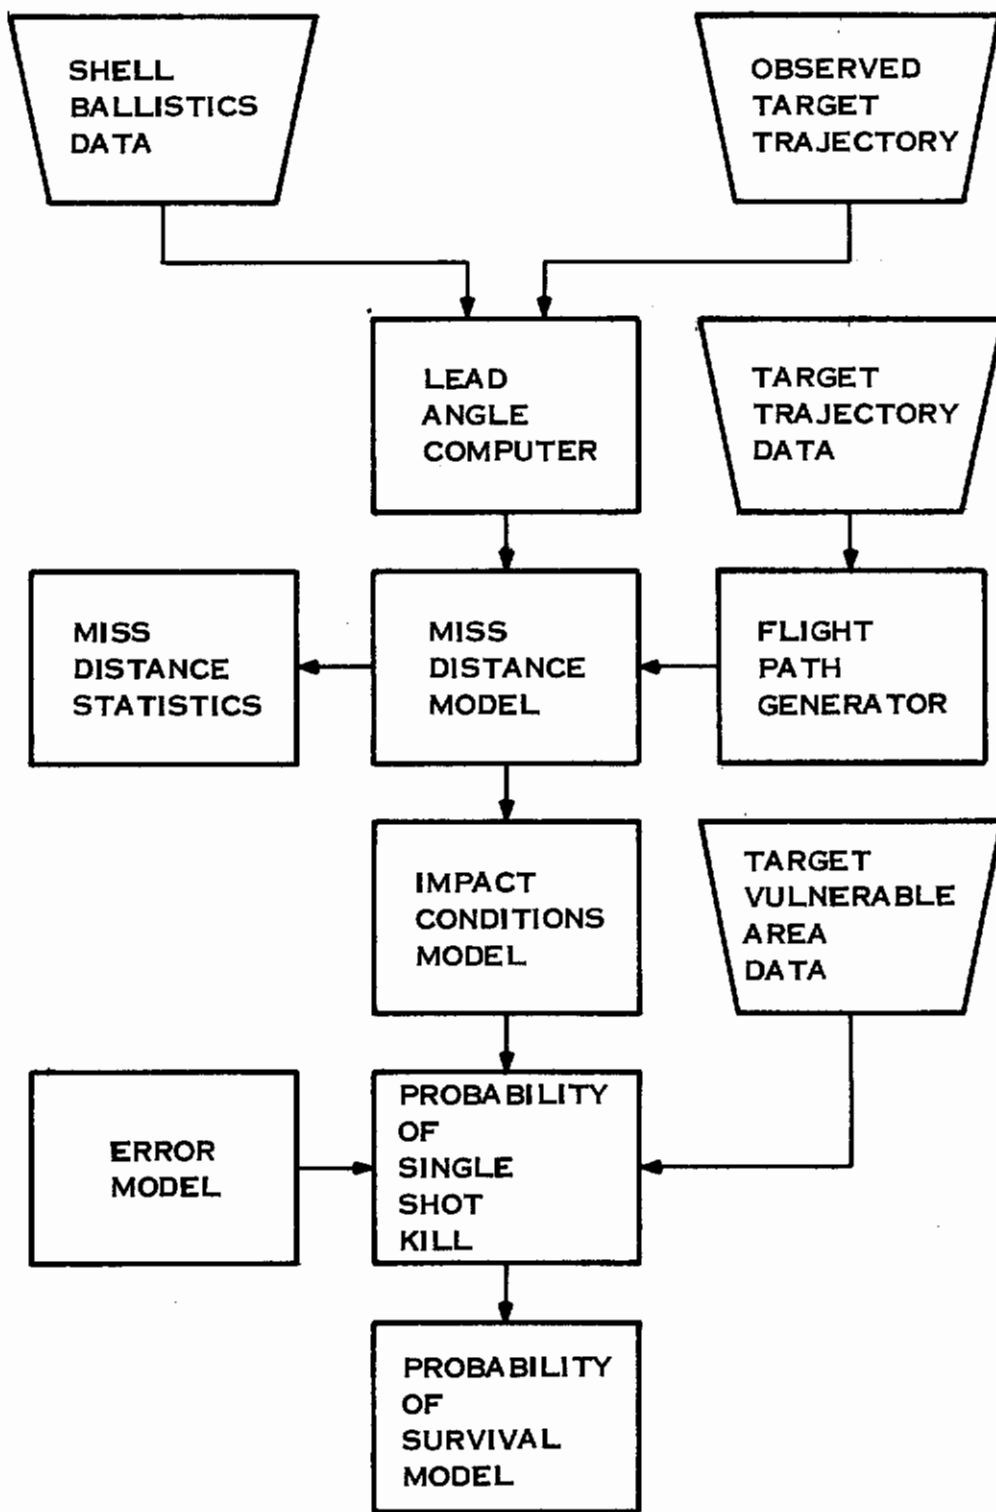 SHELL
BALLISTICS
DATA
OBSERVED
TARGET
TRAJECTORY
LEAD
ANGLE
COMPUTER
TARGET
TRAJECTORY
DATA
MISS
DISTANCE
STATISTICS
MISS
DISTANCE
MODEL
FLIGHT
PATH
GENERATOR
IMPACT
CONDITIONS
MODEL
TARGET
VULNERABLE
AREA
DATA
ERROR
MODEL
PROBABILITY
OF
SINGLE
SHOT
KILL
PROBABILITY
OF
SURVIVAL
MODEL